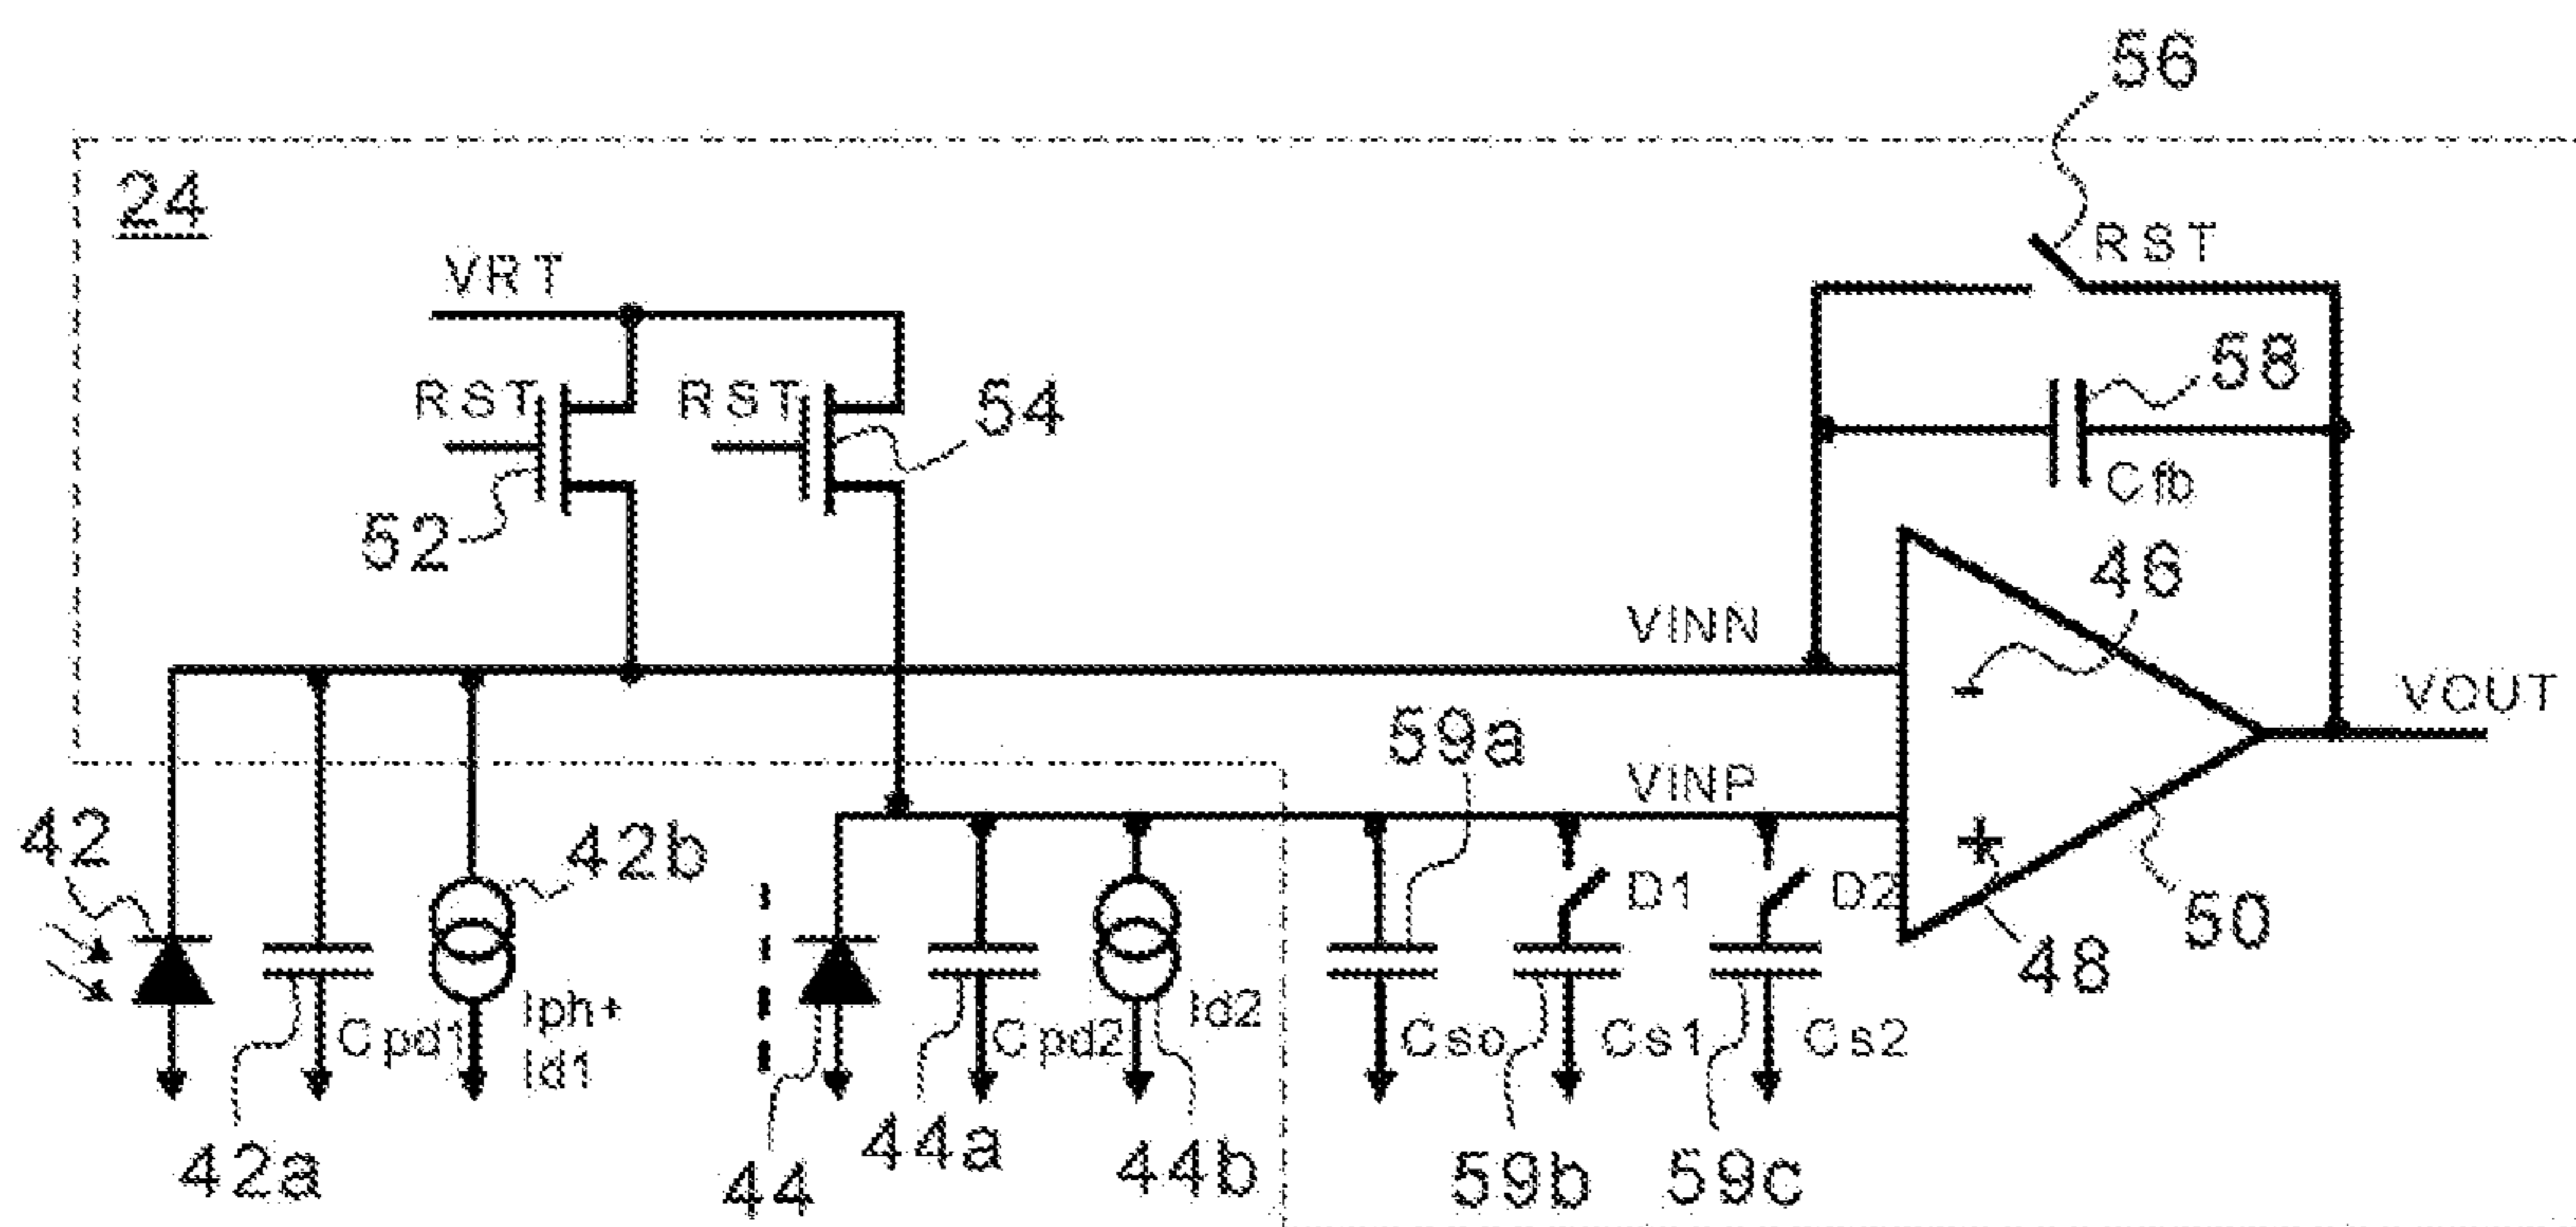 56
24
RST
VRT
58
RST
RST
54
Cfb
52
46
VINN
VOUT
59a
VINP
42
42b
D1
D2
50
48
Iph+
Id1
Id2
Cpd1
Cpd2
Cso
Cs1
Cs2
42a
44
44a
44b
59b
59c